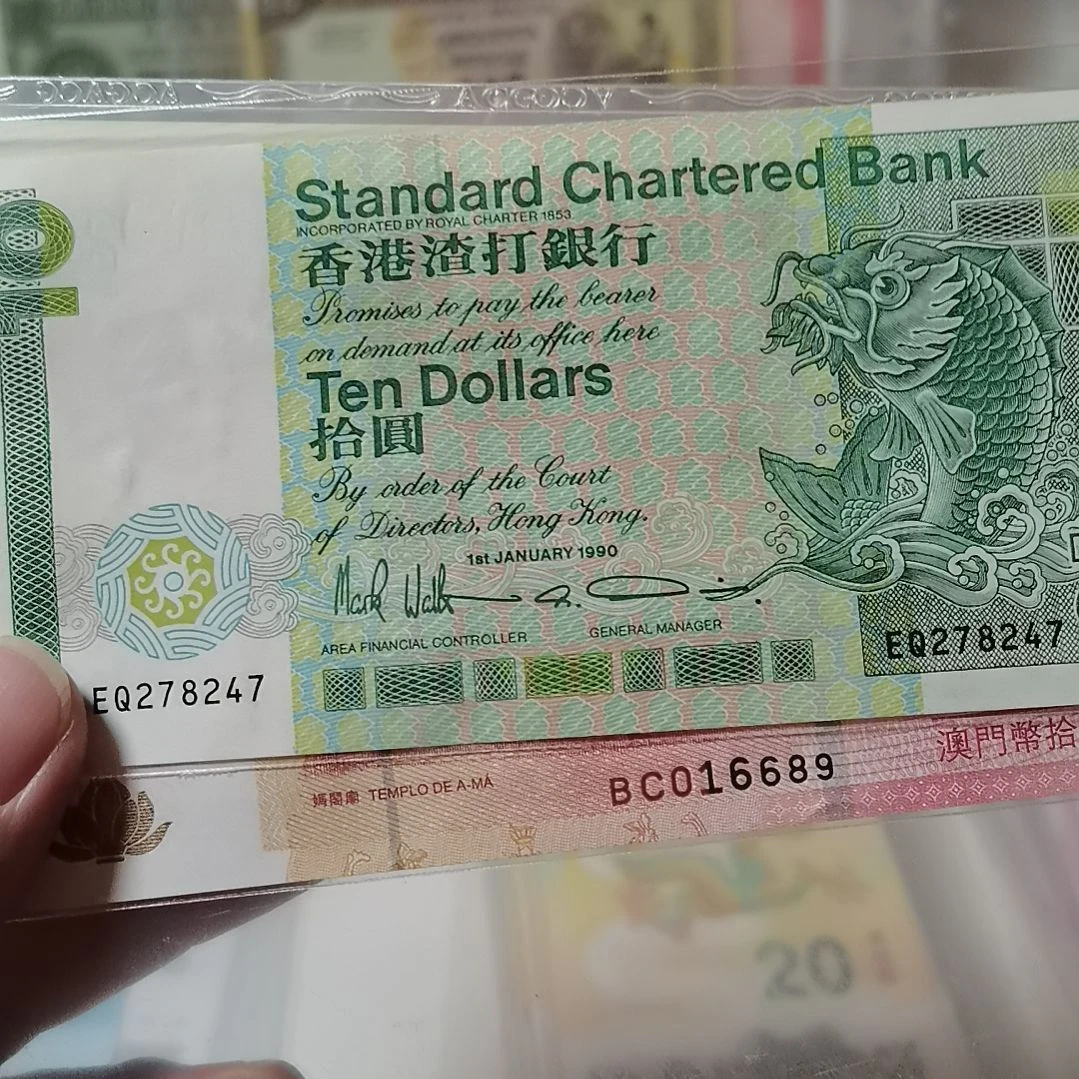 10
Standard Chartered Bank
INCORPORATED BY ROYAL CHARTER 1853
香港渣打銀行
Promises to pay the bearer
on demand at its office here
Ten Dollars
拾圓
By order of the Court
of Directors, Hong Kong.
1st JANUARY 1990
AREA FINANCIAL CONTROLLER
GENERAL MANAGER
EQ278247
EQ278247
澳門幣拾
媽閣廟 TEMPLO DE A-MÁ
BC016689
20